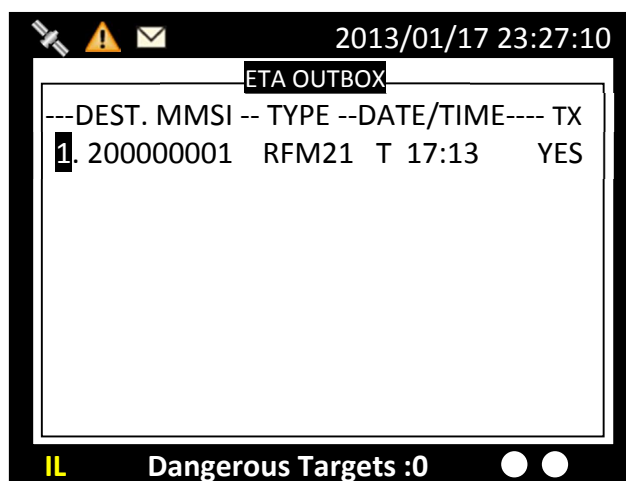 2013/01/17 23:27:10
ETA OUTBOX
---DEST. MMSI -- TYPE --DATE/TIME---- TX
1. 200000001 RFM21 T 17:13 YES
IL Dangerous Targets :0